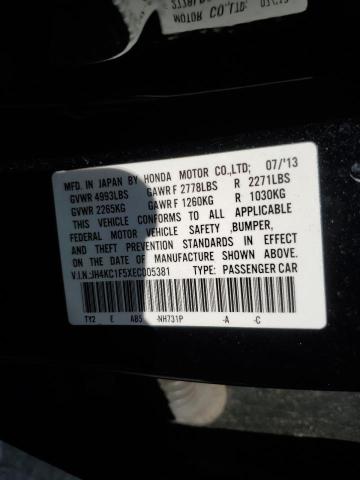 MFD. IN JAPAN BY HONDA MOTOR CO.,LTD; 07/'13
GVWR 4993LBS GAWR F 2778LBS R 2271LBS
GVWR 2265KG GAWR F 1260KG R 1030KG
THIS VEHICLE CONFORMS TO ALL APPLICABLE
FEDERAL MOTOR VEHICLE SAFETY ,BUMPER,
AND THEFT PREVENTION STANDARDS IN EFFECT
ON THE DATE OF MANUFACTURE SHOWN ABOVE.
V.I.N.:JH4KC1F5XEC005381 TYPE: PASSENGER CAR
TY2 E AB5 -NH731P -A -C